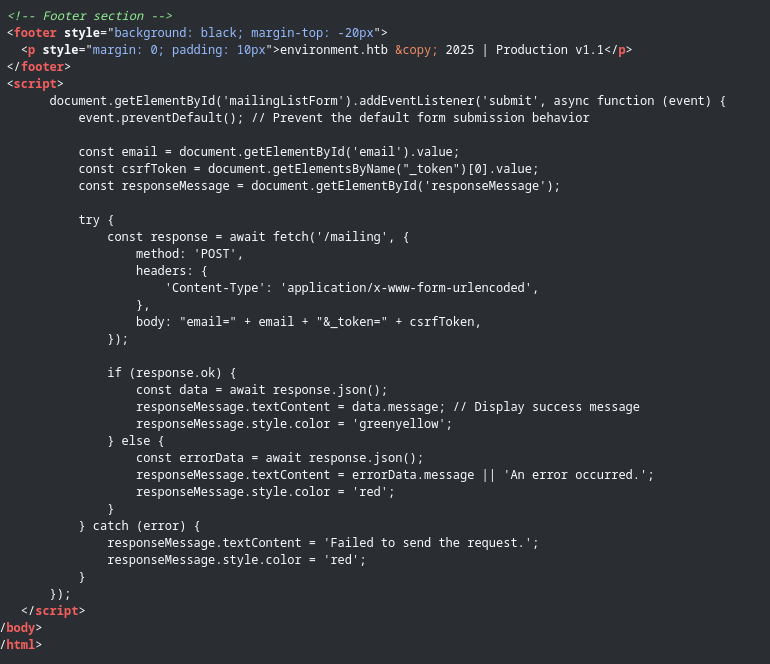 <!-- Footer section -->
<footer style="background: black; margin-top: -20px">
  <p style="margin: 0; padding: 10px">environment.htb &copy; 2025 | Production v1.1</p>
</footer>
<script>
      document.getElementById('mailingListForm').addEventListener('submit', async function (event) {
          event.preventDefault(); // Prevent the default form submission behavior

          const email = document.getElementById('email').value;
          const csrfToken = document.getElementsByName("_token")[0].value;
          const responseMessage = document.getElementById('responseMessage');

          try {
              const response = await fetch('/mailing', {
                  method: 'POST',
                  headers: {
                      'Content-Type': 'application/x-www-form-urlencoded',
                  },
                  body: "email=" + email + "&_token=" + csrfToken,
              });

              if (response.ok) {
                  const data = await response.json();
                  responseMessage.textContent = data.message; // Display success message
                  responseMessage.style.color = 'greenyellow';
              } else {
                  const errorData = await response.json();
                  responseMessage.textContent = errorData.message || 'An error occurred.';
                  responseMessage.style.color = 'red';
              }
          } catch (error) {
              responseMessage.textContent = 'Failed to send the request.';
              responseMessage.style.color = 'red';
          }
      });
  </script>
/body>
/html>